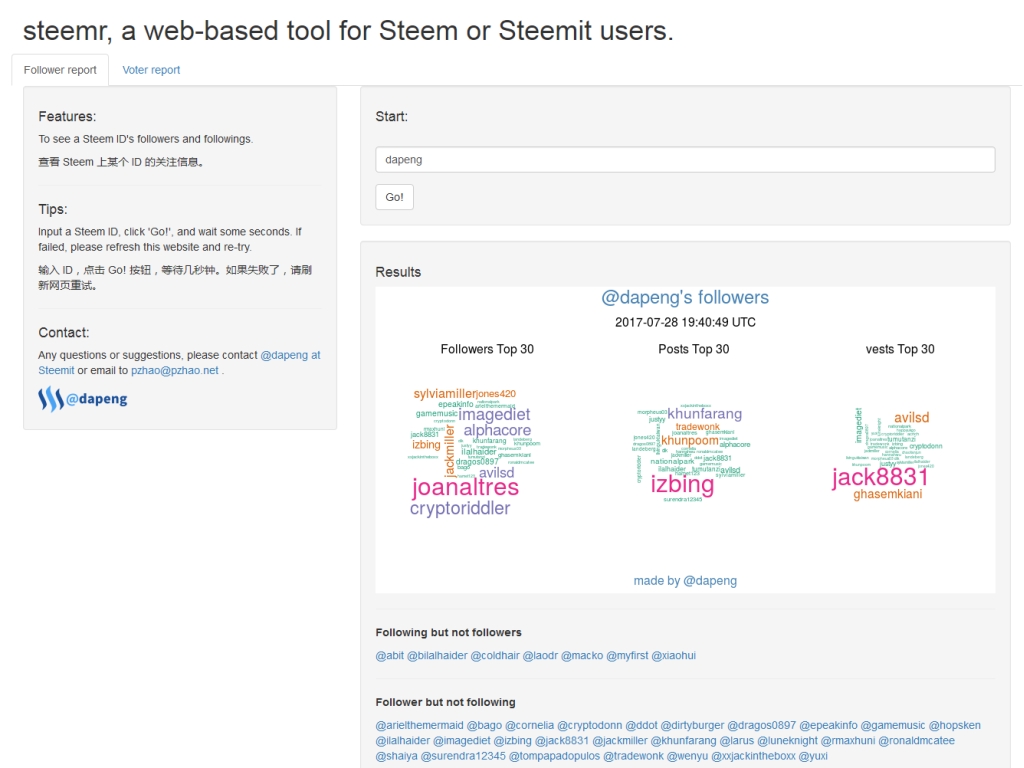 steemr, a web-based tool for Steem or Steemit users.
Follower report
Voter report
Features:
To see a Steem ID's followers and followings.
查看 Steem 上某个 ID 的关注信息。
Tips:
Input a Steem ID, click 'Go!', and wait some seconds. If
failed, please refresh this website and re-try.
输入 ID，点击 Go! 按钮，等待几秒钟。如果失败了，请刷
新网页重试。
Contact:
Any questions or suggestions, please contact @dapeng at
Steemit or email to pzhao@pzhao.net .
@dapeng
Start:
dapeng
Go!
Results
@dapeng's followers
2017-07-28 19:40:49 UTC
Followers Top 30
sylviamiller
jones420
epeakinfo
gamemusic
imagediet
alphacore
jack8831
khunfarang
izbing
jackmiller
ilalhaider
ghasemkiani
dragos0897
bago
avilsd
joanaltres
cryptoriddler
Posts Top 30
khunfarang
justyy
tradewonk
joanaltres
ghasemkiani
khunpoom
alphacore
jack8831
nationalpark
ilalhaider
tumutanzi
avilsd
izbing
surendra12345
vests Top 30
imagediet
avilsd
tumutanzi
cryptodonn
justyy
jack8831
ghasemkiani
made by @dapeng
Following but not followers
@abit @bilalhaider @coldhair @laodr @macko @myfirst @xiaohui
Follower but not following
@arielthemermaid @bago @cornelia @cryptodonn @ddot @dirtyburger @dragos0897 @epeakinfo @gamemusic @hopsken
@ilalhaider @imagediet @izbing @jack8831 @jackmiller @khunfarang @larus @luneknight @rmaxhuni @ronaldmcatee
@shaiya @surendra12345 @tompapadopulos @tradewonk @wenyu @xxjackintheboxx @yuxi